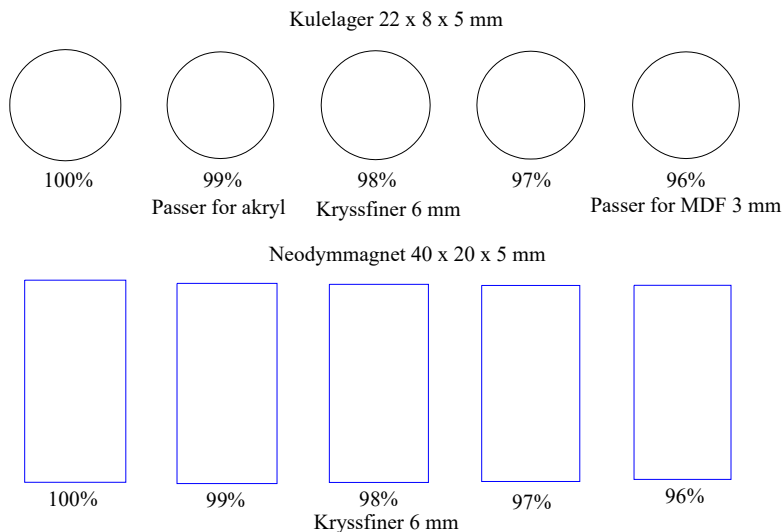 Kulelager 22 x 8 x 5 mm
100%
99%
98%
97%
96%
Passer for akryl
Kryssfiner 6 mm
Passer for MDF 3 mm
Neodymmagnet 40 x 20 x 5 mm
100%
99%
98%
97%
96%
Kryssfiner 6 mm